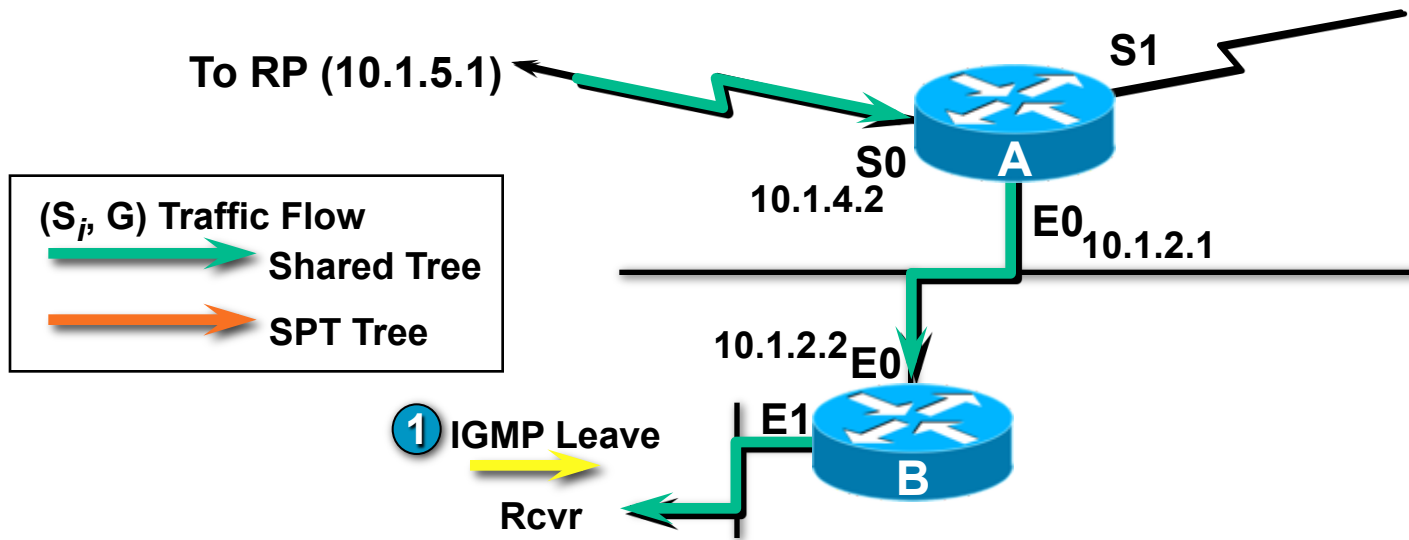 To RP (10.1.5.1)
S1
A
S0
10.1.4.2
E0
10.1.2.1
(Si, G) Traffic Flow
Shared Tree
SPT Tree
10.1.2.2
E0
E1
B
1 IGMP Leave
Rcvr